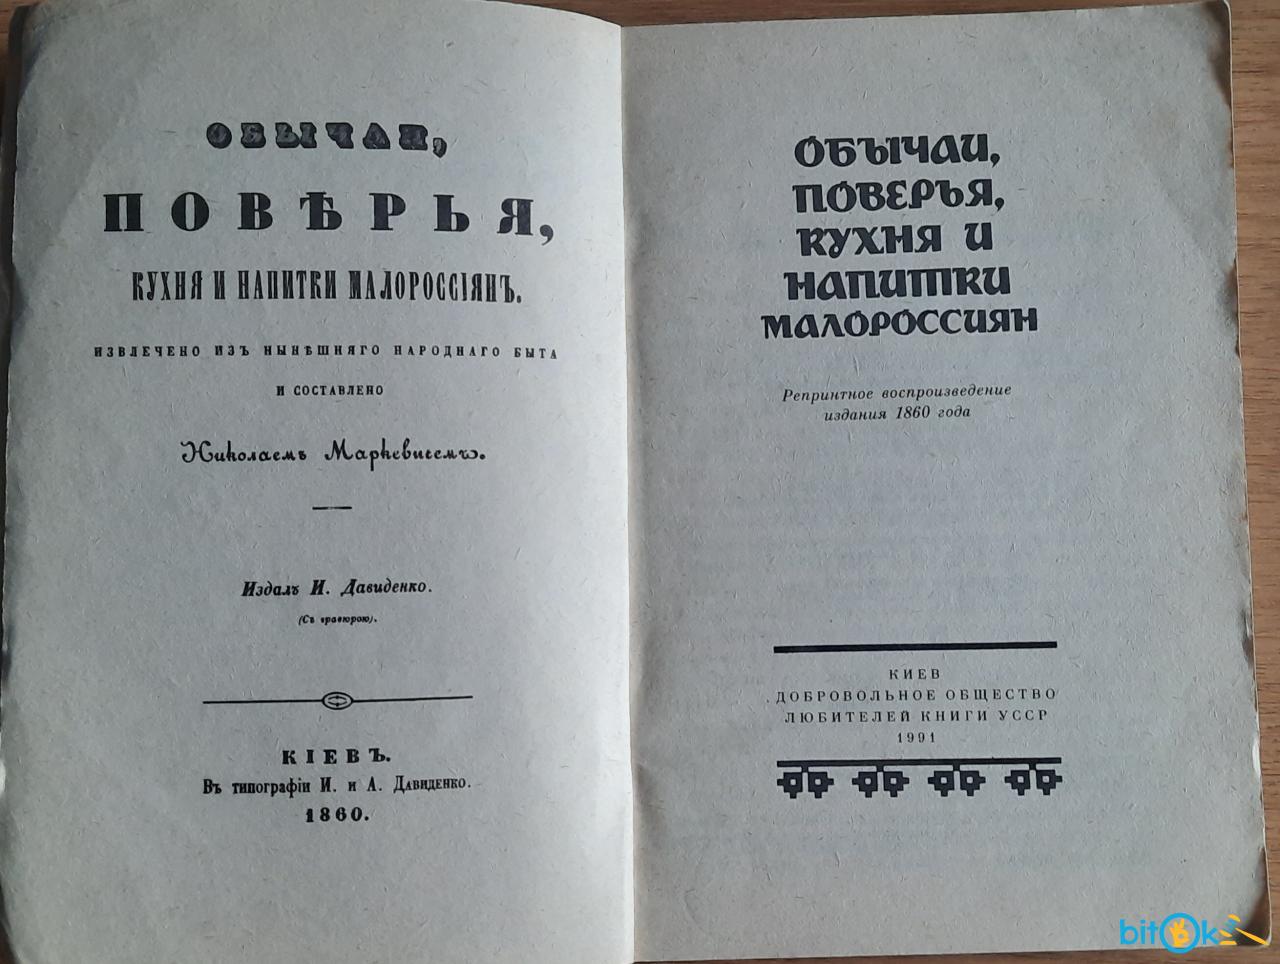 ОБЫЧАИ,
ПОВѢРЬЯ,
КУХНЯ И НАПИТКИ МАЛОРОССІЯНЪ.
ИЗВЛЕЧЕНО ИЗЪ НЫНѢШНЯГО НАРОДНАГО БЫТА
И СОСТАВЛЕНО
Николаемъ Маркевичемъ.
Издалъ И. Давиденко.
(Съ гравюрою).
КІЕВЪ.
Въ типографіи И. и А. Давиденко.
1860.
ОБЫЧАИ,
ПОВЕРЬЯ,
КУХНЯ И
НАПИТКИ
МАЛОРОССИЯН
Репринтное воспроизведение
издания 1860 года
КИЕВ
ДОБРОВОЛЬНОЕ ОБЩЕСТВО
ЛЮБИТЕЛЕЙ КНИГИ УССР
1991
bitOk